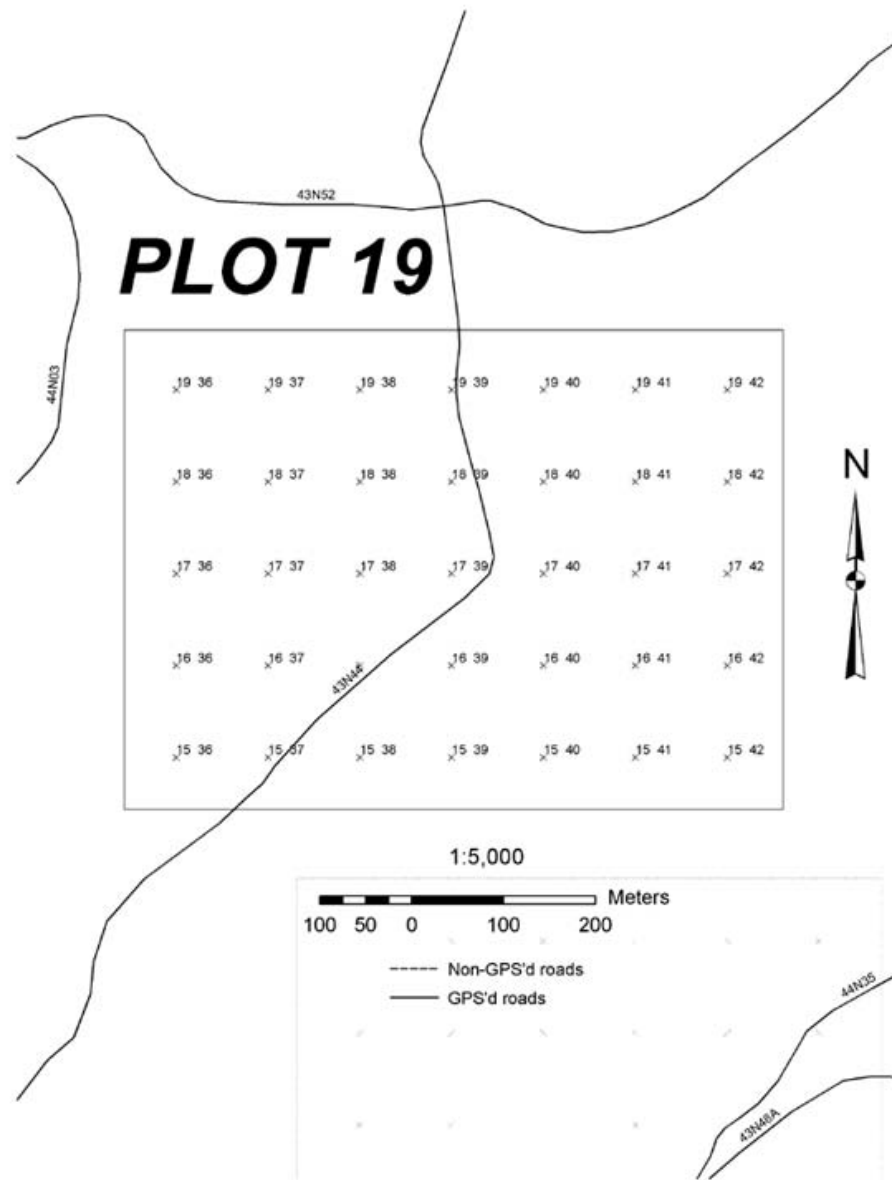 43N52
PLOT 19
44N03
19 36 19 37 19 38 19 39 19 40 19 41 19 42
N
18 36 18 37 18 38 18 39 18 40 18 41 18 42
17 36 17 37 17 38 17 39 17 40 17 41 17 42
16 36 16 37 16 39 16 40 16 41 16 42
43N44
15 36 15 37 15 38 15 39 15 40 15 41 15 42
1:5,000
Meters
100 50 0 100 200
Non-GPS'd roads
GPS'd roads
44N35
43N48A